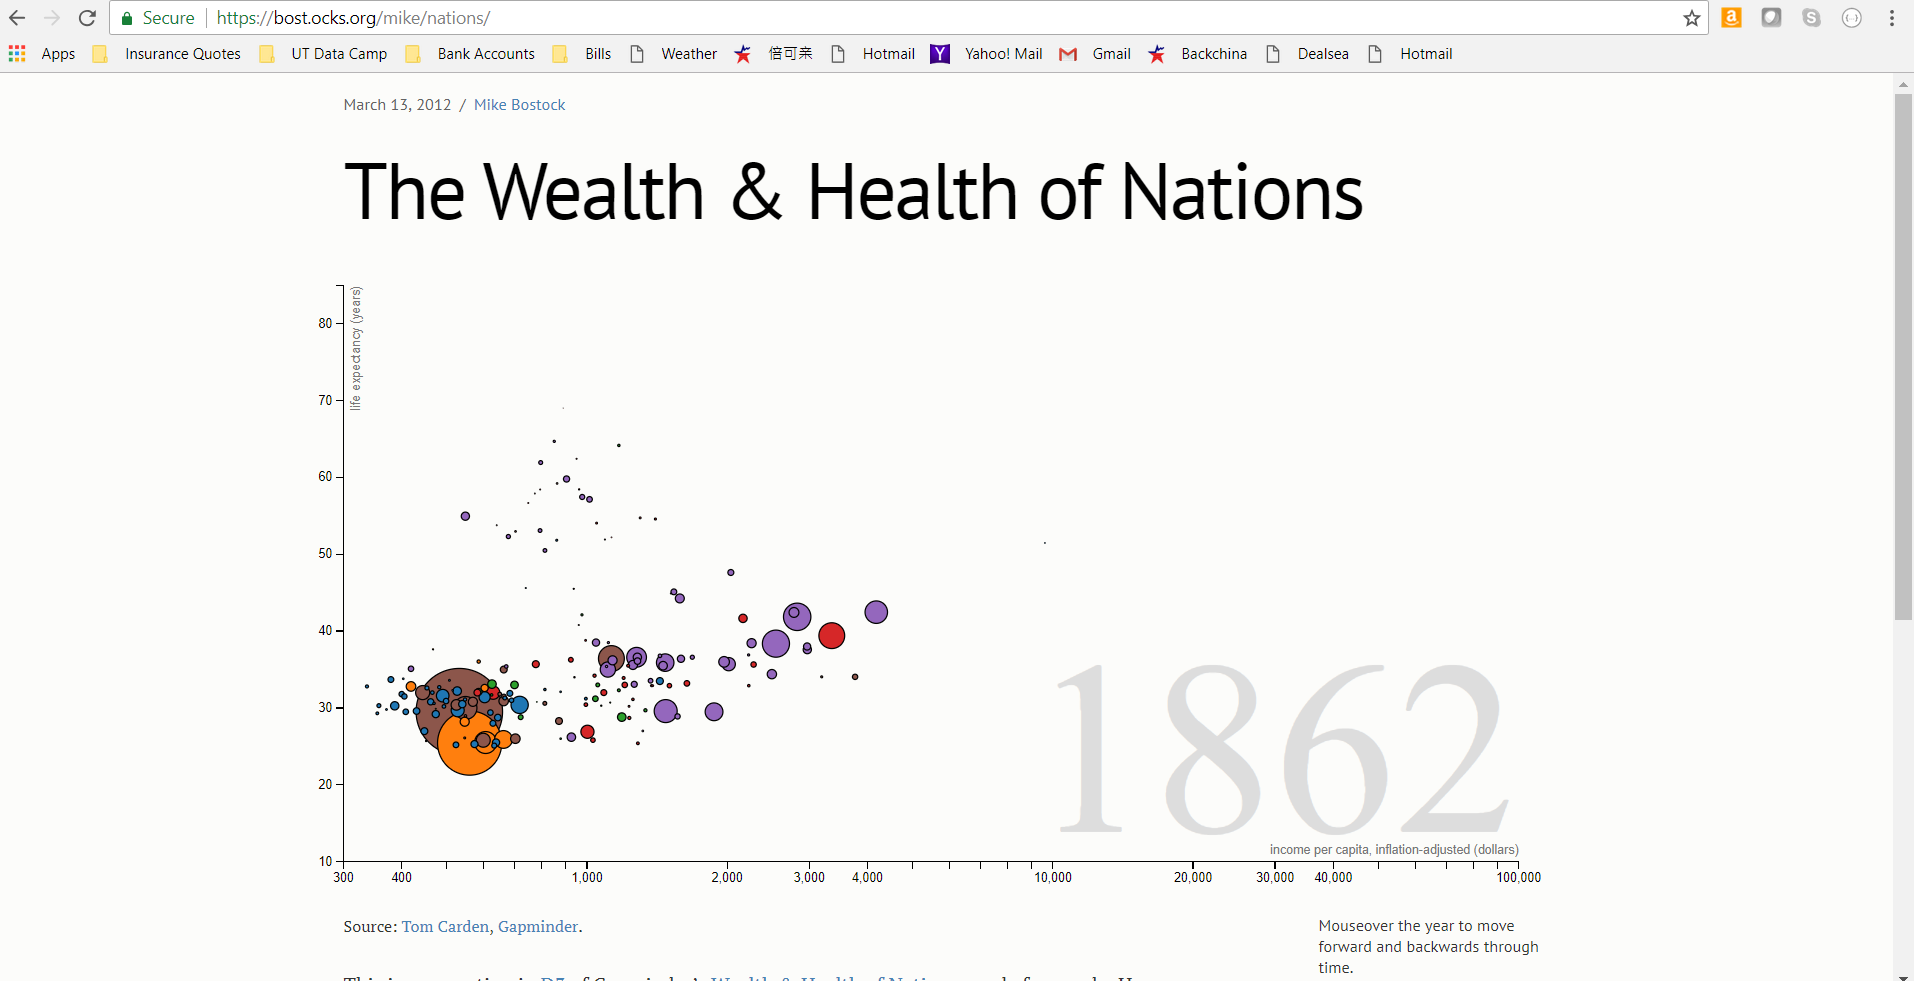 Secure https://bost.ocks.org/mike/nations/
Apps Insurance Quotes UT Data Camp Bank Accounts Bills Weather 倍可亲 Hotmail Yahoo! Mail Gmail Backchina Dealsea Hotmail
March 13, 2012 / Mike Bostock
The Wealth & Health of Nations
life expectancy (years)
80
70
60
50
40
30
20
10
1862
income per capita, inflation-adjusted (dollars)
300 400 1,000 2,000 3,000 4,000 10,000 20,000 30,000 40,000 100,000
Source: Tom Carden, Gapminder.
Mouseover the year to move
forward and backwards through
time.